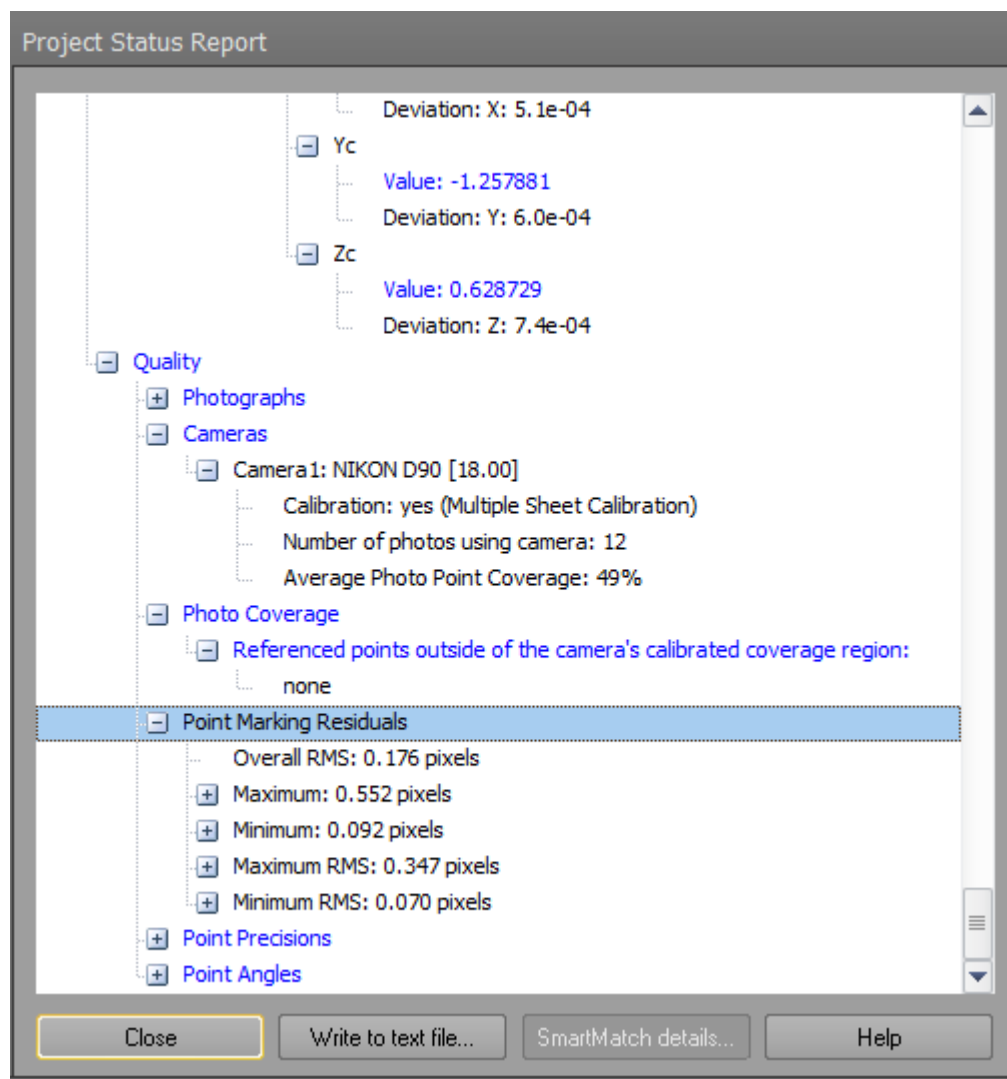 Project Status Report
Deviation: X: 5.1e-04
Yc
Value: -1.257881
Deviation: Y: 6.0e-04
Zc
Value: 0.628729
Deviation: Z: 7.4e-04
Quality
Photographs
Cameras
Camera1: NIKON D90 [18.00]
Calibration: yes (Multiple Sheet Calibration)
Number of photos using camera: 12
Average Photo Point Coverage: 49%
Photo Coverage
Referenced points outside of the camera's calibrated coverage region:
none
Point Marking Residuals
Overall RMS: 0.176 pixels
Maximum: 0.552 pixels
Minimum: 0.092 pixels
Maximum RMS: 0.347 pixels
Minimum RMS: 0.070 pixels
Point Precisions
Point Angles
Close Write to text file... SmartMatch details... Help